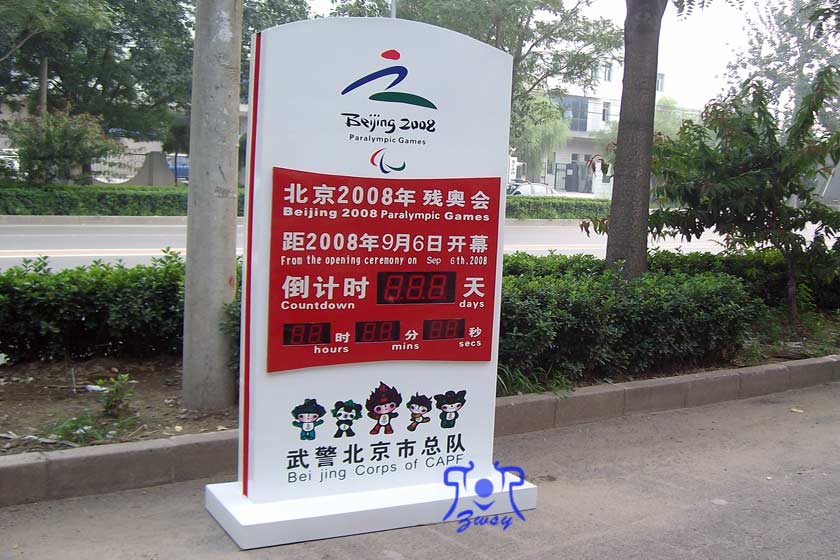 Beijing 2008
Paralympic Games
北京2008年 残奥会
Beijing 2008 Paralympic Games
距2008年9月6日开幕
From the opening ceremony on Sep 6th.2008
倒计时 天
Countdown days
时 分 秒
hours mins secs
武警北京市总队
Bei jing Corps of CAPF
Zwsy